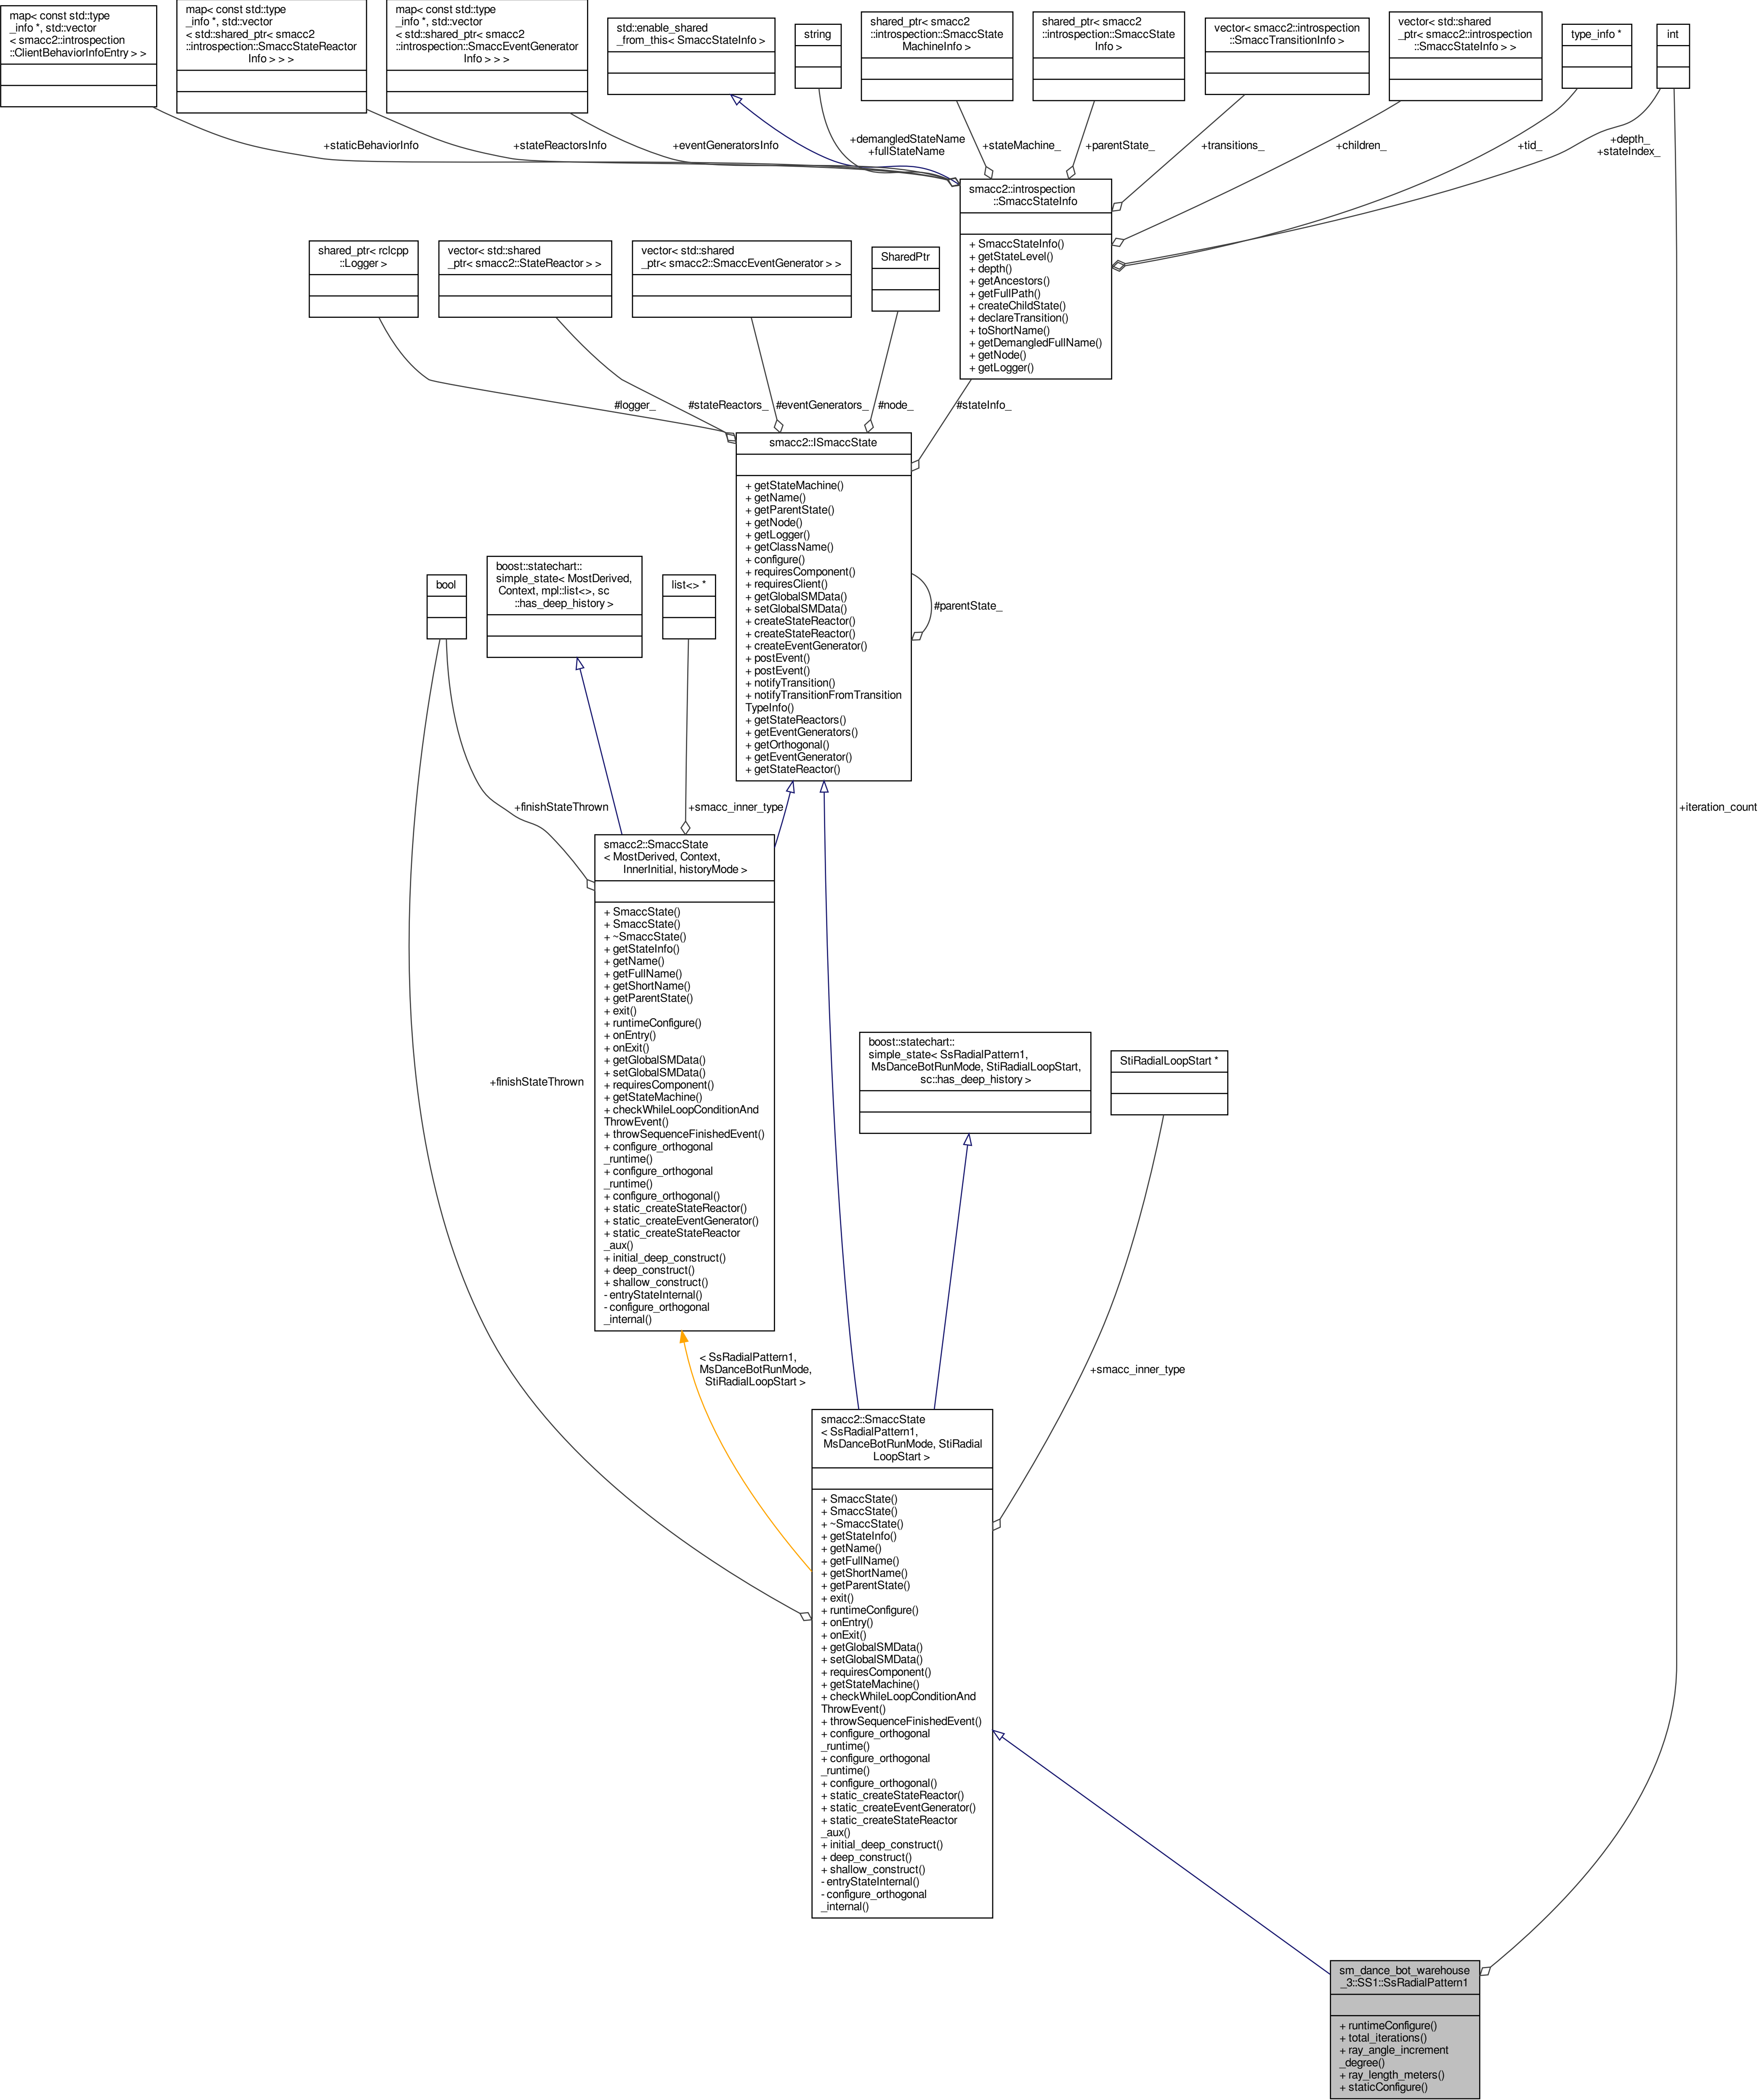 map< const std::type
_info *, std::vector
< smacc2::introspection
::ClientBehaviorInfoEntry > >
map< const std::type
_info *, std::vector
< std::shared_ptr< smacc2
::introspection::SmaccStateReactor
Info > > >
map< const std::type
_info *, std::vector
< std::shared_ptr< smacc2
::introspection::SmaccEventGenerator
Info > > >
std::enable_shared
_from_this< SmaccStateInfo >
string
shared_ptr< smacc2
::introspection::SmaccState
MachineInfo >
shared_ptr< smacc2
::introspection::SmaccState
Info >
vector< smacc2::introspection
::SmaccTransitionInfo >
vector< std::shared
_ptr< smacc2::introspection
::SmaccStateInfo > >
type_info *
int
+staticBehaviorInfo
+stateReactorsInfo
+eventGeneratorsInfo
+demangledStateName
+fullStateName
+stateMachine_
+parentState_
+transitions_
+children_
+tid_
+depth_
+stateIndex_
smacc2::introspection
::SmaccStateInfo
+ SmaccStateInfo()
+ getStateLevel()
+ depth()
+ getAncestors()
+ getFullPath()
+ createChildState()
+ declareTransition()
+ toShortName()
+ getDemangledFullName()
+ getNode()
+ getLogger()
shared_ptr< rclcpp
::Logger >
vector< std::shared
_ptr< smacc2::StateReactor > >
vector< std::shared
_ptr< smacc2::SmaccEventGenerator > >
SharedPtr
#logger_
#stateReactors_
#eventGenerators_
#node_
#stateInfo_
smacc2::ISmaccState
+ getStateMachine()
+ getName()
+ getParentState()
+ getNode()
+ getLogger()
+ getClassName()
+ configure()
+ requiresComponent()
+ requiresClient()
+ getGlobalSMData()
+ setGlobalSMData()
+ createStateReactor()
+ createStateReactor()
+ createEventGenerator()
+ postEvent()
+ postEvent()
+ notifyTransition()
+ notifyTransitionFromTransition
TypeInfo()
+ getStateReactors()
+ getEventGenerators()
+ getOrthogonal()
+ getEventGenerator()
+ getStateReactor()
#parentState_
bool
boost::statechart::
simple_state< MostDerived,
Context, mpl::list<>, sc
::has_deep_history >
list<> *
+finishStateThrown
+smacc_inner_type
+iteration_count
smacc2::SmaccState
< MostDerived, Context,
InnerInitial, historyMode >
+ SmaccState()
+ SmaccState()
+ ~SmaccState()
+ getStateInfo()
+ getName()
+ getFullName()
+ getShortName()
+ getParentState()
+ exit()
+ runtimeConfigure()
+ onEntry()
+ onExit()
+ getGlobalSMData()
+ setGlobalSMData()
+ requiresComponent()
+ getStateMachine()
+ checkWhileLoopConditionAnd
ThrowEvent()
+ throwSequenceFinishedEvent()
+ configure_orthogonal
_runtime()
+ configure_orthogonal
_runtime()
+ configure_orthogonal()
+ static_createStateReactor()
+ static_createEventGenerator()
+ static_createStateReactor
_aux()
+ initial_deep_construct()
+ deep_construct()
+ shallow_construct()
- entryStateInternal()
- configure_orthogonal
_internal()
+finishStateThrown
boost::statechart::
simple_state< SsRadialPattern1,
MsDanceBotRunMode, StiRadialLoopStart,
sc::has_deep_history >
StiRadialLoopStart *
< SsRadialPattern1,
MsDanceBotRunMode,
StiRadialLoopStart >
+smacc_inner_type
smacc2::SmaccState
< SsRadialPattern1,
MsDanceBotRunMode, StiRadial
LoopStart >
+ SmaccState()
+ SmaccState()
+ ~SmaccState()
+ getStateInfo()
+ getName()
+ getFullName()
+ getShortName()
+ getParentState()
+ exit()
+ runtimeConfigure()
+ onEntry()
+ onExit()
+ getGlobalSMData()
+ setGlobalSMData()
+ requiresComponent()
+ getStateMachine()
+ checkWhileLoopConditionAnd
ThrowEvent()
+ throwSequenceFinishedEvent()
+ configure_orthogonal
_runtime()
+ configure_orthogonal
_runtime()
+ configure_orthogonal()
+ static_createStateReactor()
+ static_createEventGenerator()
+ static_createStateReactor
_aux()
+ initial_deep_construct()
+ deep_construct()
+ shallow_construct()
- entryStateInternal()
- configure_orthogonal
_internal()
sm_dance_bot_warehouse
_3::SS1::SsRadialPattern1
+ runtimeConfigure()
+ total_iterations()
+ ray_angle_increment
_degree()
+ ray_length_meters()
+ staticConfigure()